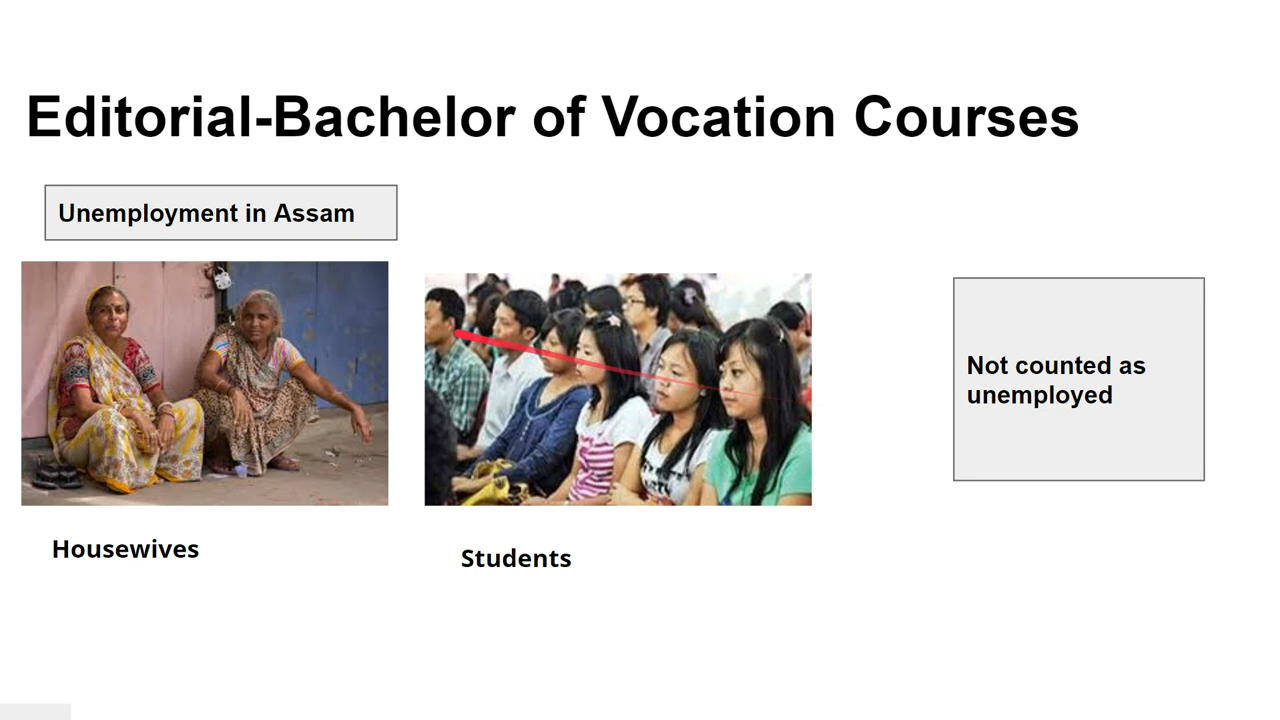 Editorial-Bachelor of Vocation Courses
Unemployment in Assam
Not counted as
unemployed
Housewives
Students